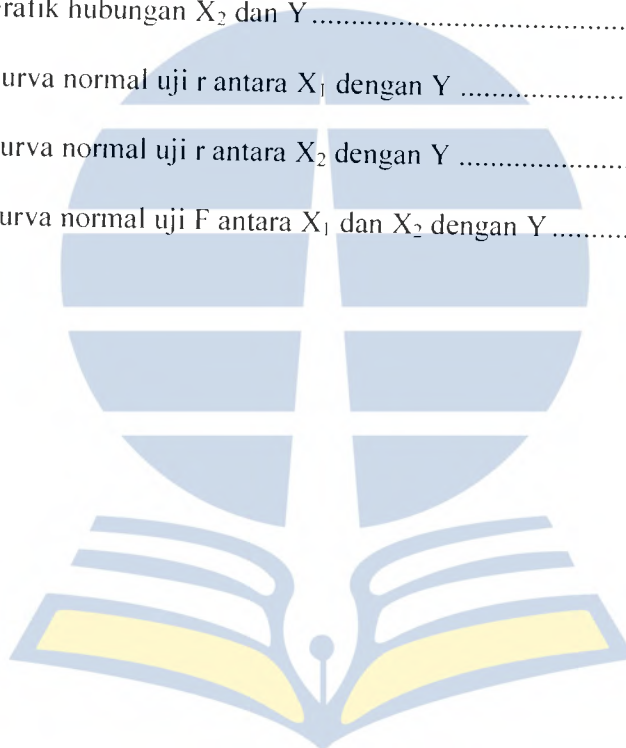 rafik hubungan X₂ dan Y.......................................
urva normal uji r antara X₁ dengan Y .....................
urva normal uji r antara X₂ dengan Y .....................
urva normal uji F antara X₁ dan X₂ dengan Y..........